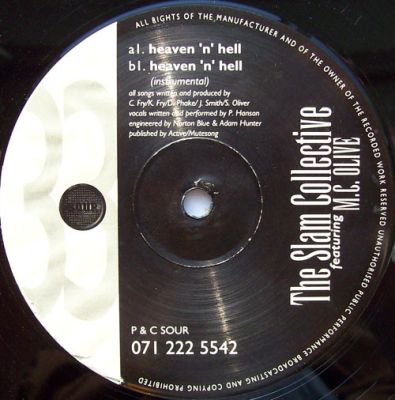 ALL RIGHTS OF THE MANUFACTURER AND OF THE OWNER OF THE RECORDED WORK RESERVED UNAUTHORISED PUBLIC PERFORMANCE BROADCASTING AND COPYING PROHIBITED
a1. heaven 'n' hell
b1. heaven 'n' hell
(instrumental)
all songs written and produced by
C. Fry/K. Fry/DePhako/ J. Smith/S. Oliver
vocals written and performed by P. Hanson
engineered by Norton Blue & Adam Hunter
published by Active/Mutesong
The Slam Collective
featuring
M.C. OLIVE
P & C SOUR
071 222 5542